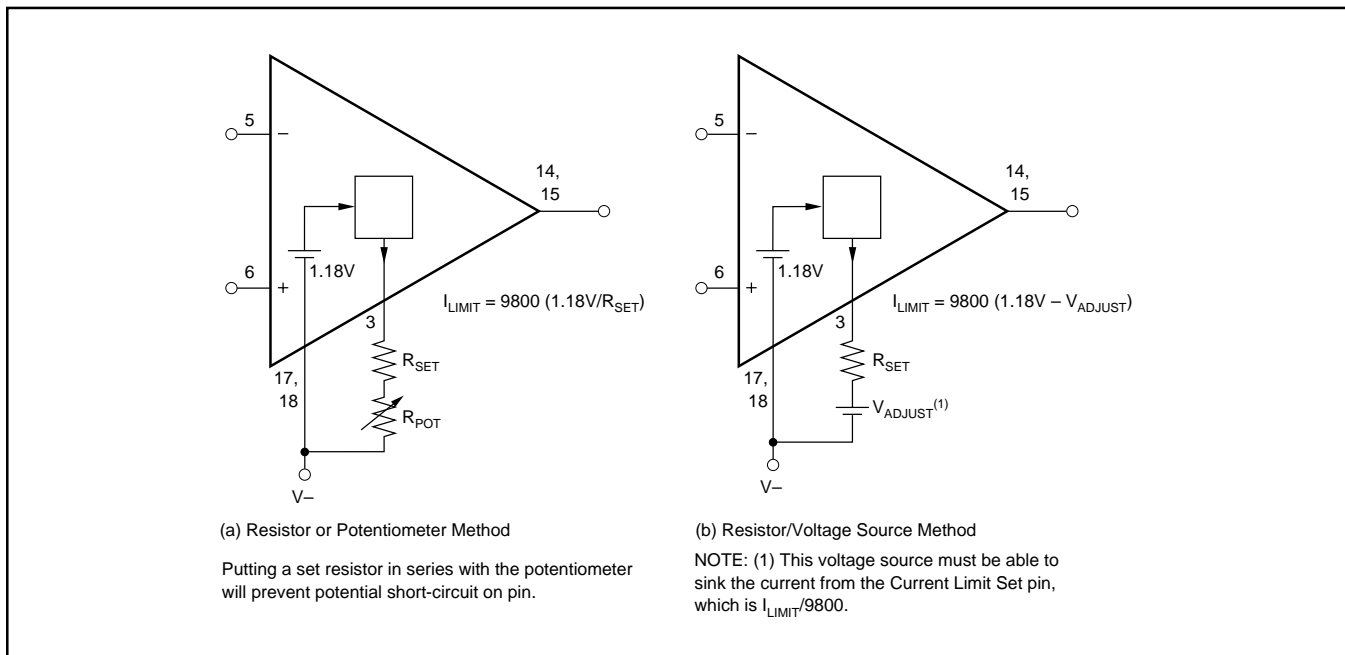 5
−
6
+
14,
15
1.18V
I_LIMIT = 9800 (1.18V/R_SET)
3
R_SET
R_POT
17,
18
V–
(a) Resistor or Potentiometer Method
Putting a set resistor in series with the potentiometer
will prevent potential short-circuit on pin.
5
−
6
+
14,
15
1.18V
I_LIMIT = 9800 (1.18V – V_ADJUST)
3
R_SET
V_ADJUST(1)
17,
18
V–
(b) Resistor/Voltage Source Method
NOTE: (1) This voltage source must be able to
sink the current from the Current Limit Set pin,
which is I_LIMIT/9800.